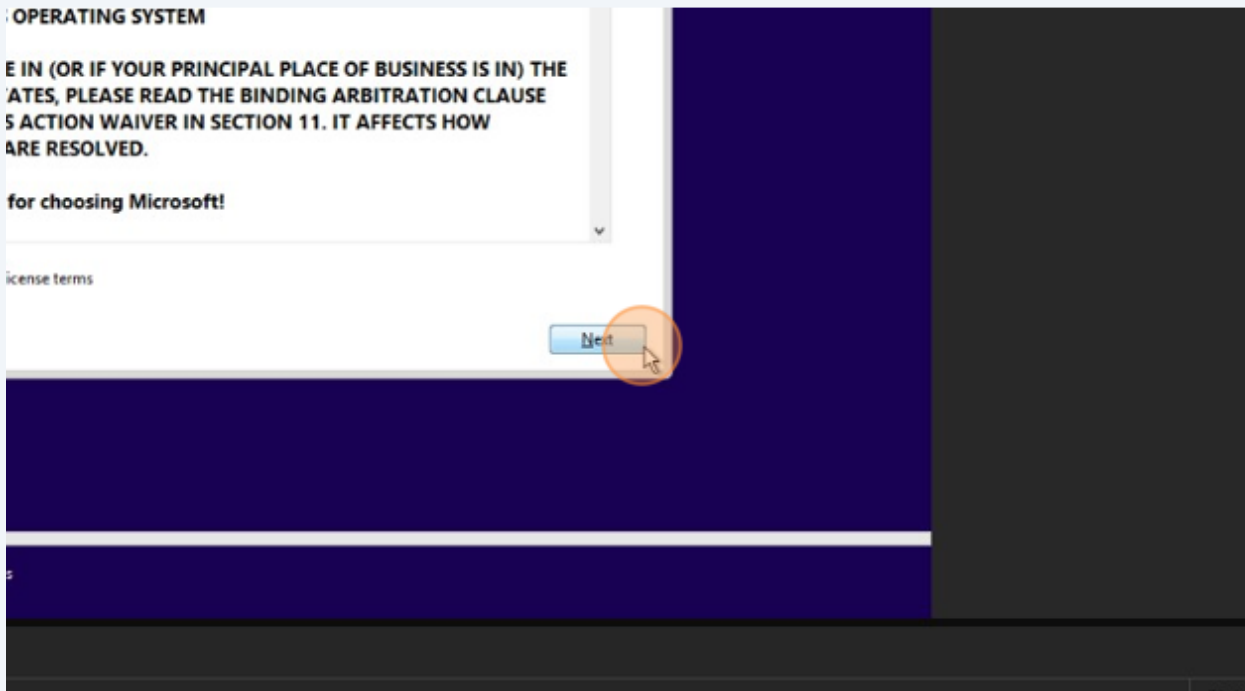 OPERATING SYSTEM
E IN (OR IF YOUR PRINCIPAL PLACE OF BUSINESS IS IN) THE
ATES, PLEASE READ THE BINDING ARBITRATION CLAUSE
S ACTION WAIVER IN SECTION 11. IT AFFECTS HOW
ARE RESOLVED.
for choosing Microsoft!
icense terms
Next
s